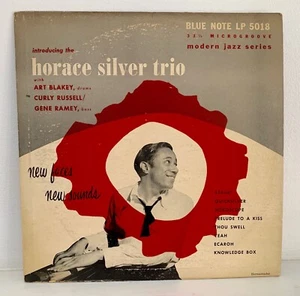 BLUE NOTE LP 5018
33⅓ MICROGROOVE
modern jazz series
introducing the
horace silver trio
with
ART BLAKEY, drums
CURLY RUSSELL/
GENE RAMEY, bass
new faces
new sounds
PRELUDE TO A KISS
THOU SWELL
YEAH
ECAROH
KNOWLEDGE BOX